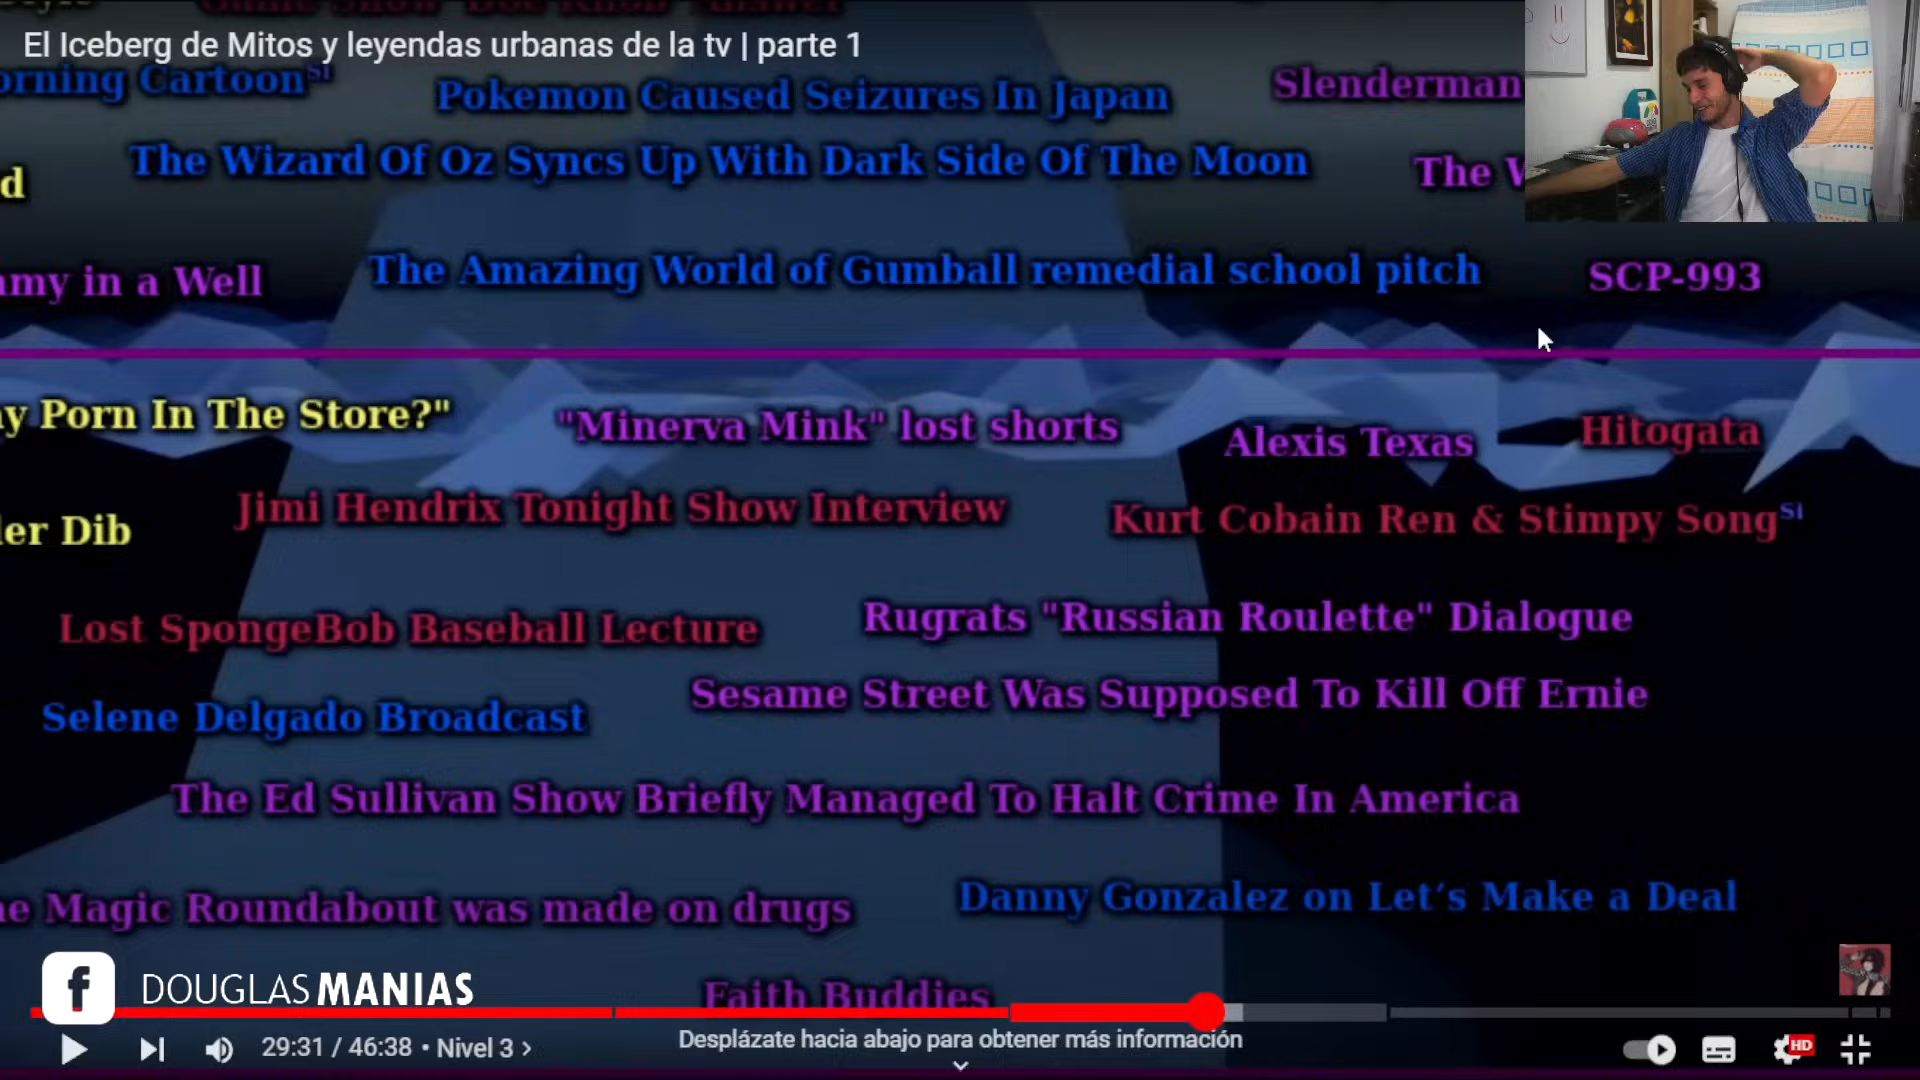 El Iceberg de Mitos y leyendas urbanas de la tv | parte 1
orning Cartoon SI
Pokemon Caused Seizures In Japan
Slenderman
The Wizard Of Oz Syncs Up With Dark Side Of The Moon
The
d
my in a Well
The Amazing World of Gumball remedial school pitch
SCP-993
y Porn In The Store?"
"Minerva Mink" lost shorts
Alexis Texas
Hitogata
Jimi Hendrix Tonight Show Interview
Kurt Cobain Ren & Stimpy Song Si
ler Dib
Lost SpongeBob Baseball Lecture
Rugrats "Russian Roulette" Dialogue
Sesame Street Was Supposed To Kill Off Ernie
Selene Delgado Broadcast
The Ed Sullivan Show Briefly Managed To Halt Crime In America
e Magic Roundabout was made on drugs
Danny Gonzalez on Let's Make a Deal
f DOUGLASMANIAS
Faith Buddies
29:31 / 46:38 • Nivel 3 ›
Desplázate hacia abajo para obtener más información
HD